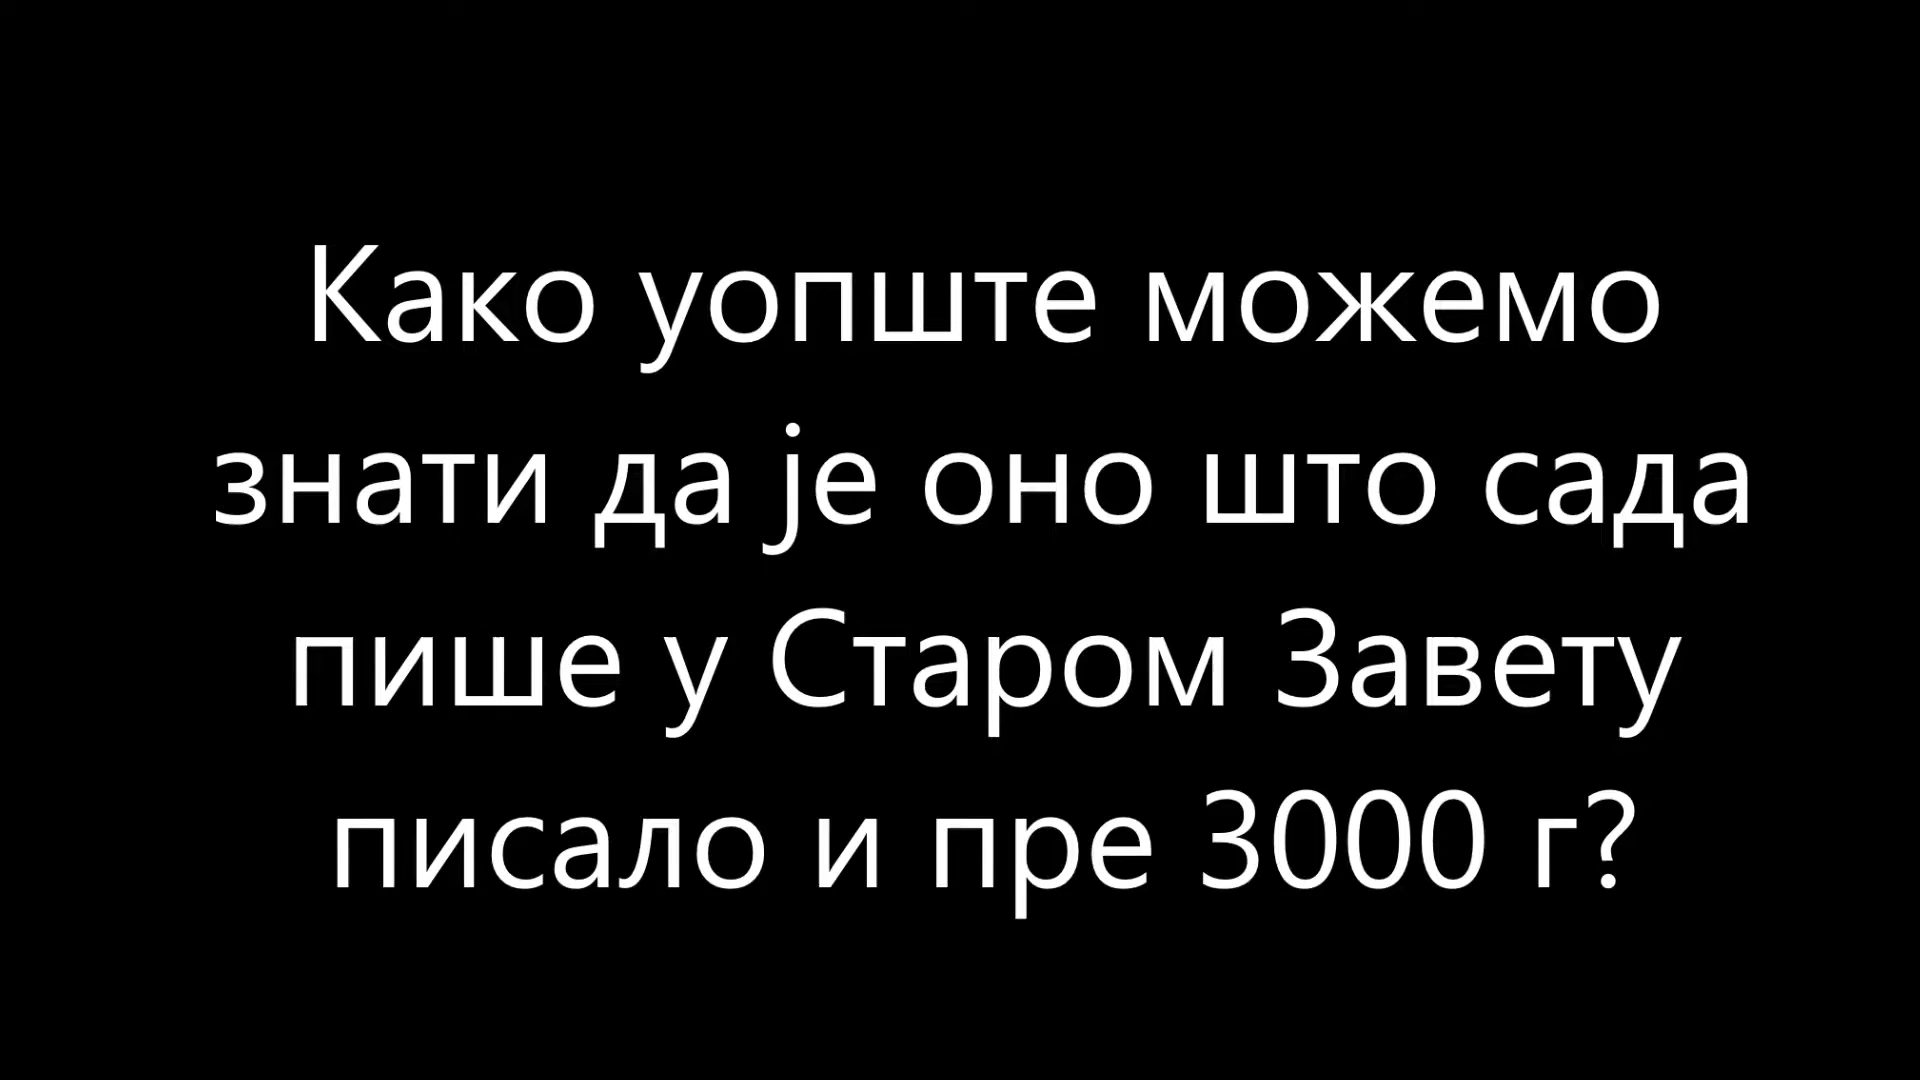 Како уопште можемо
знати да је оно што сада
пише у Старом Завету
писало и пре 3000 г?